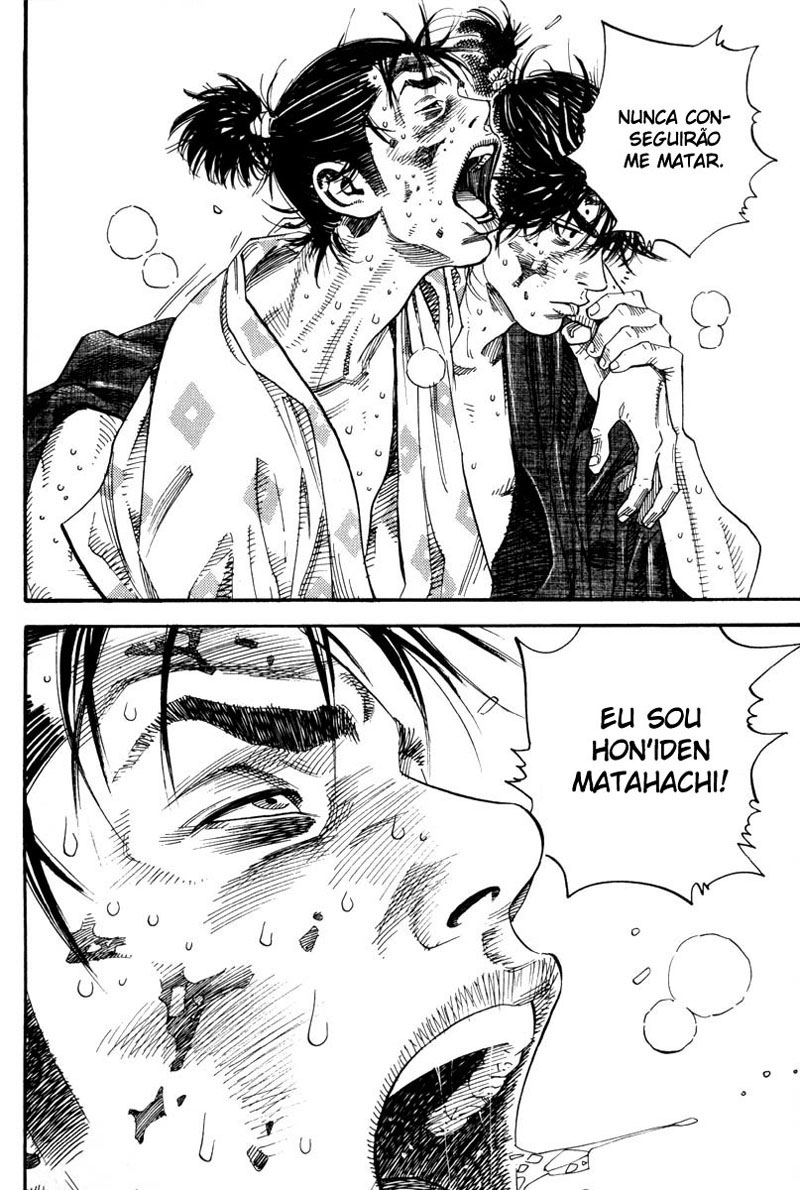 NUNCA CON-
SEGUIRÃO
ME MATAR.
EU SOU
HON'IDEN
MATAHACHI!